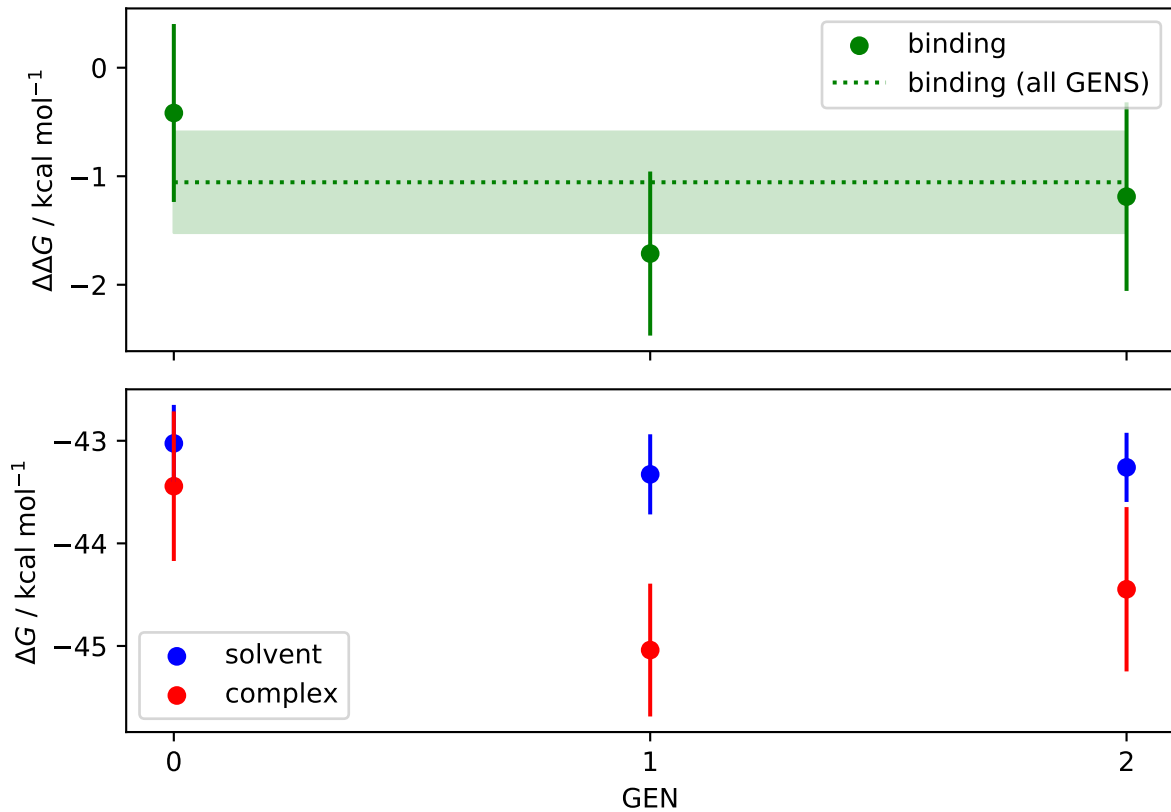 0
−1
−2
ΔΔG / kcal mol⁻¹
binding
binding (all GENS)
−43
−44
−45
ΔG / kcal mol⁻¹
solvent
complex
0 1 2
GEN